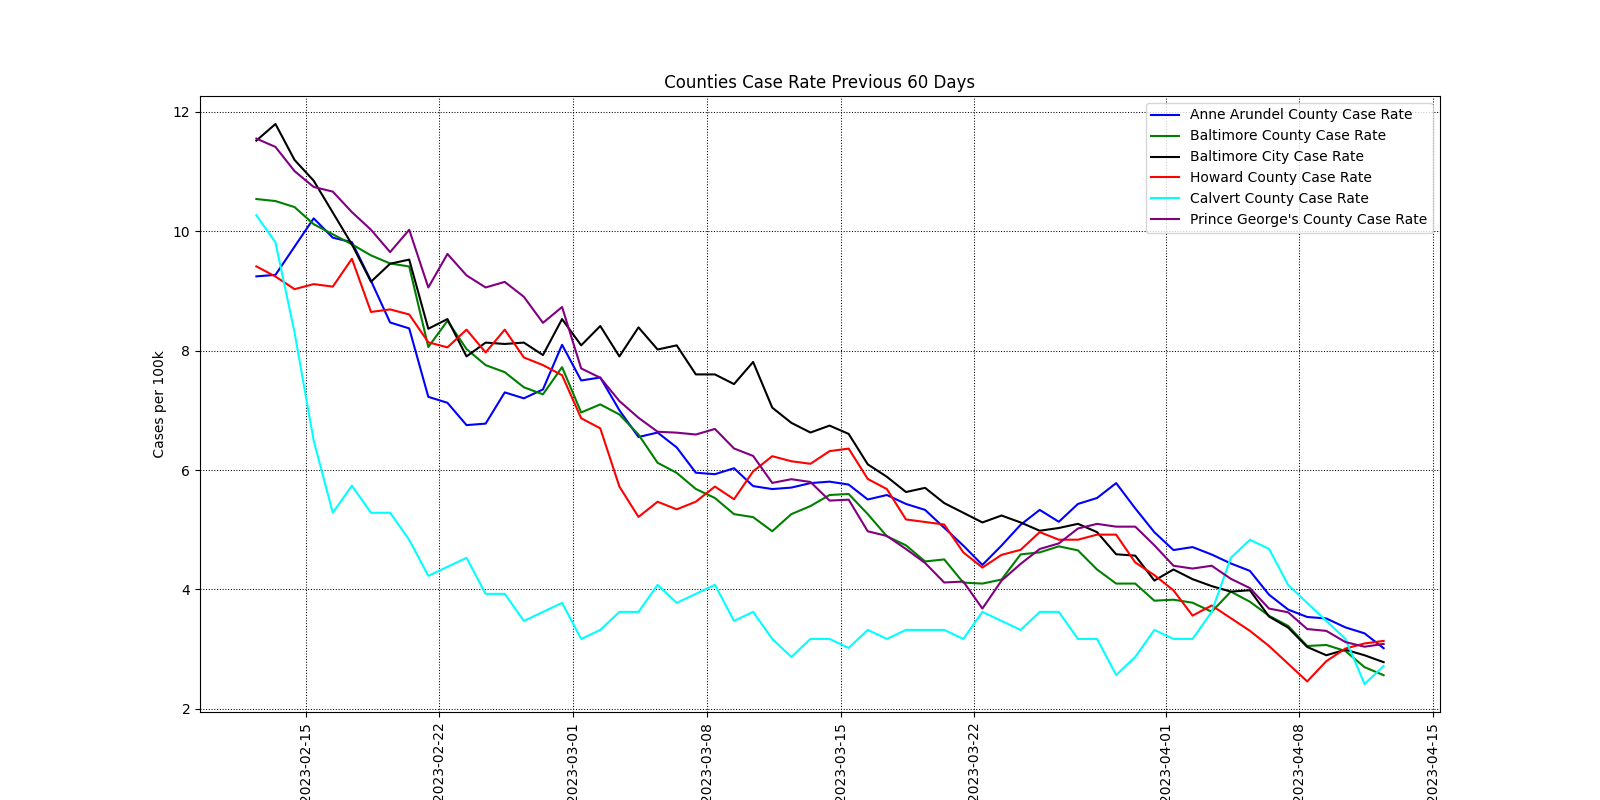 Counties Case Rate Previous 60 Days
12
10
8
6
4
2
Cases per 100k
Anne Arundel County Case Rate
Baltimore County Case Rate
Baltimore City Case Rate
Howard County Case Rate
Calvert County Case Rate
Prince George's County Case Rate
2023-02-15
2023-02-22
2023-03-01
2023-03-08
2023-03-15
2023-03-22
2023-04-01
2023-04-08
2023-04-15